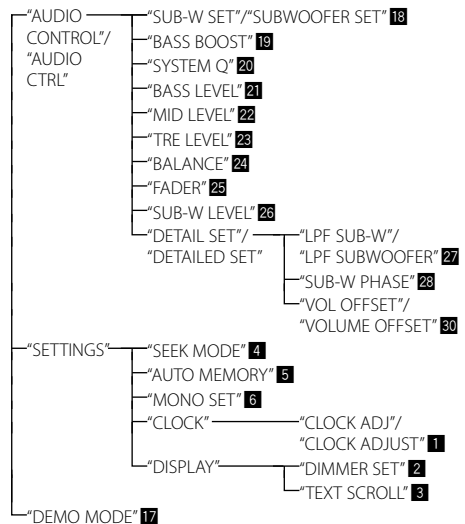 “AUDIO CONTROL”/ “AUDIO CTRL”
“SUB-W SET”/“SUBWOOFER SET” 18
“BASS BOOST” 19
“SYSTEM Q” 20
“BASS LEVEL” 21
“MID LEVEL” 22
“TRE LEVEL” 23
“BALANCE” 24
“FADER” 25
“SUB-W LEVEL” 26
“DETAIL SET”/
“DETAILED SET”
“LPF SUB-W”/
“LPF SUBWOOFER” 27
“SUB-W PHASE” 28
“VOL OFFSET”/
“VOLUME OFFSET” 30
“SETTINGS”
“SEEK MODE” 4
“AUTO MEMORY” 5
“MONO SET” 6
“CLOCK”
“CLOCK ADJ”/
“CLOCK ADJUST” 1
“DISPLAY”
“DIMMER SET” 2
“TEXT SCROLL” 3
“DEMO MODE” 17